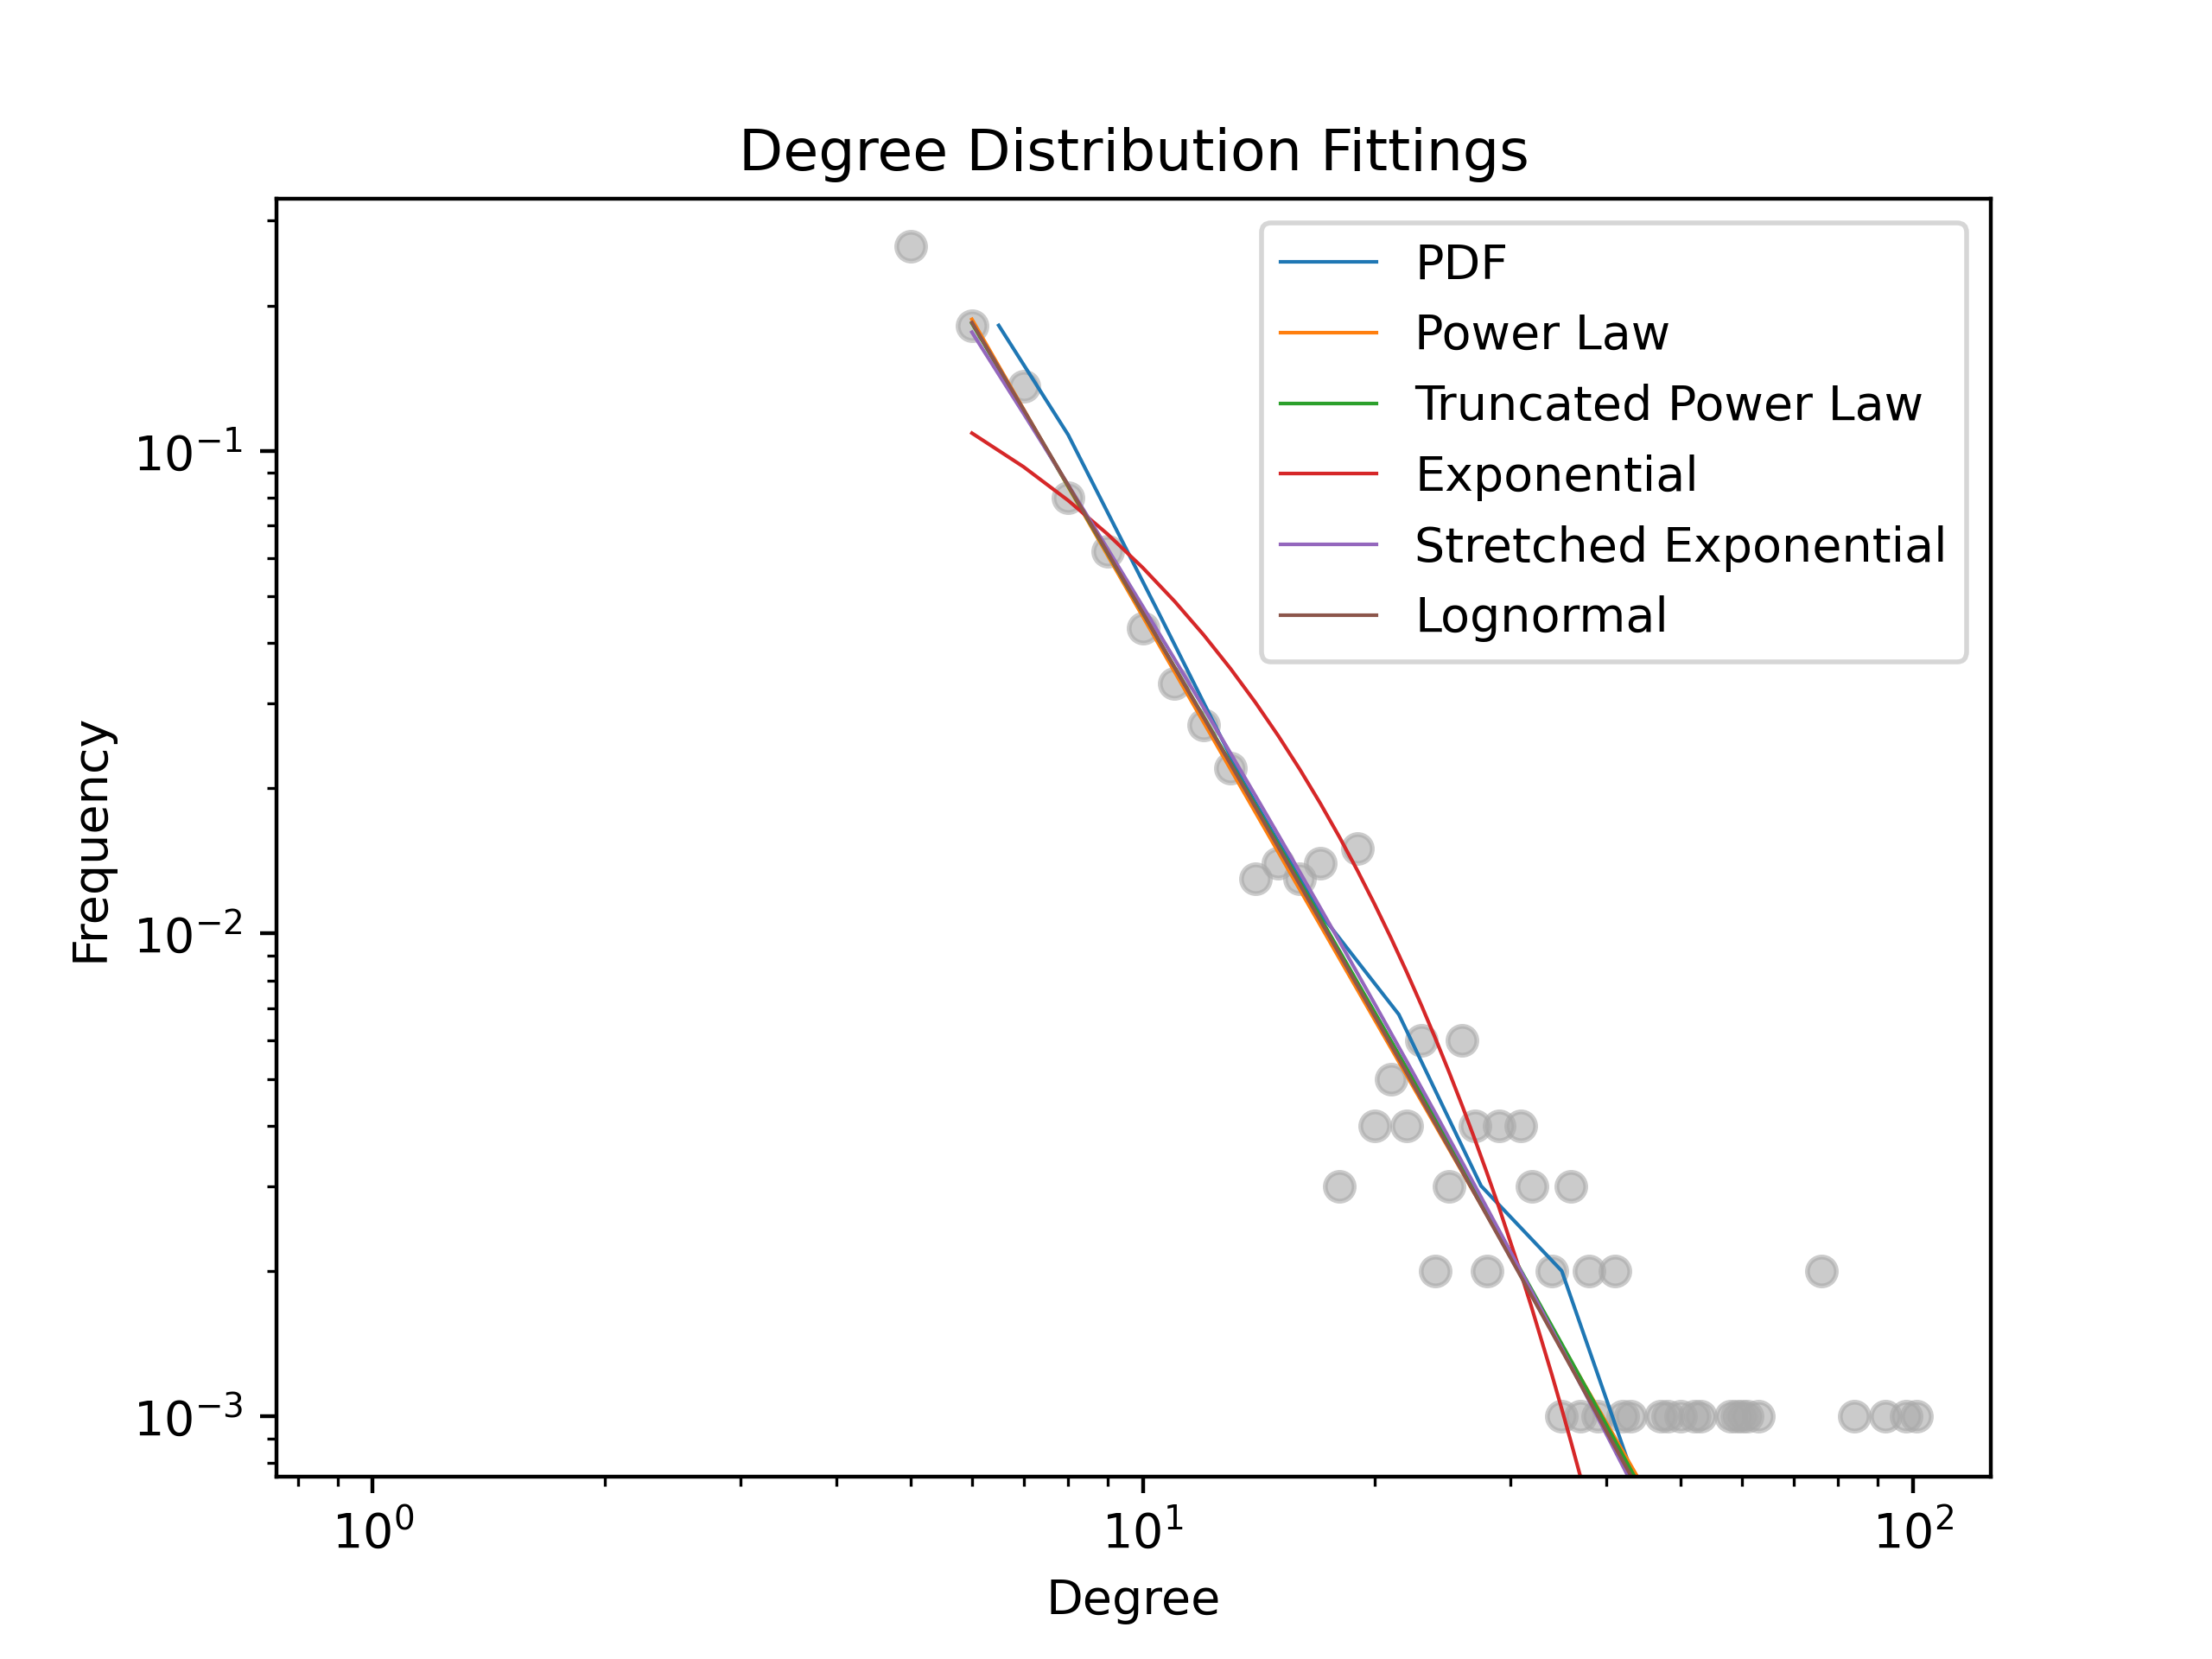 Degree Distribution Fittings
PDF
Power Law
Truncated Power Law
Exponential
Stretched Exponential
Lognormal
Frequency
10⁻¹
10⁻²
10⁻³
10⁰ 10¹ 10²
Degree